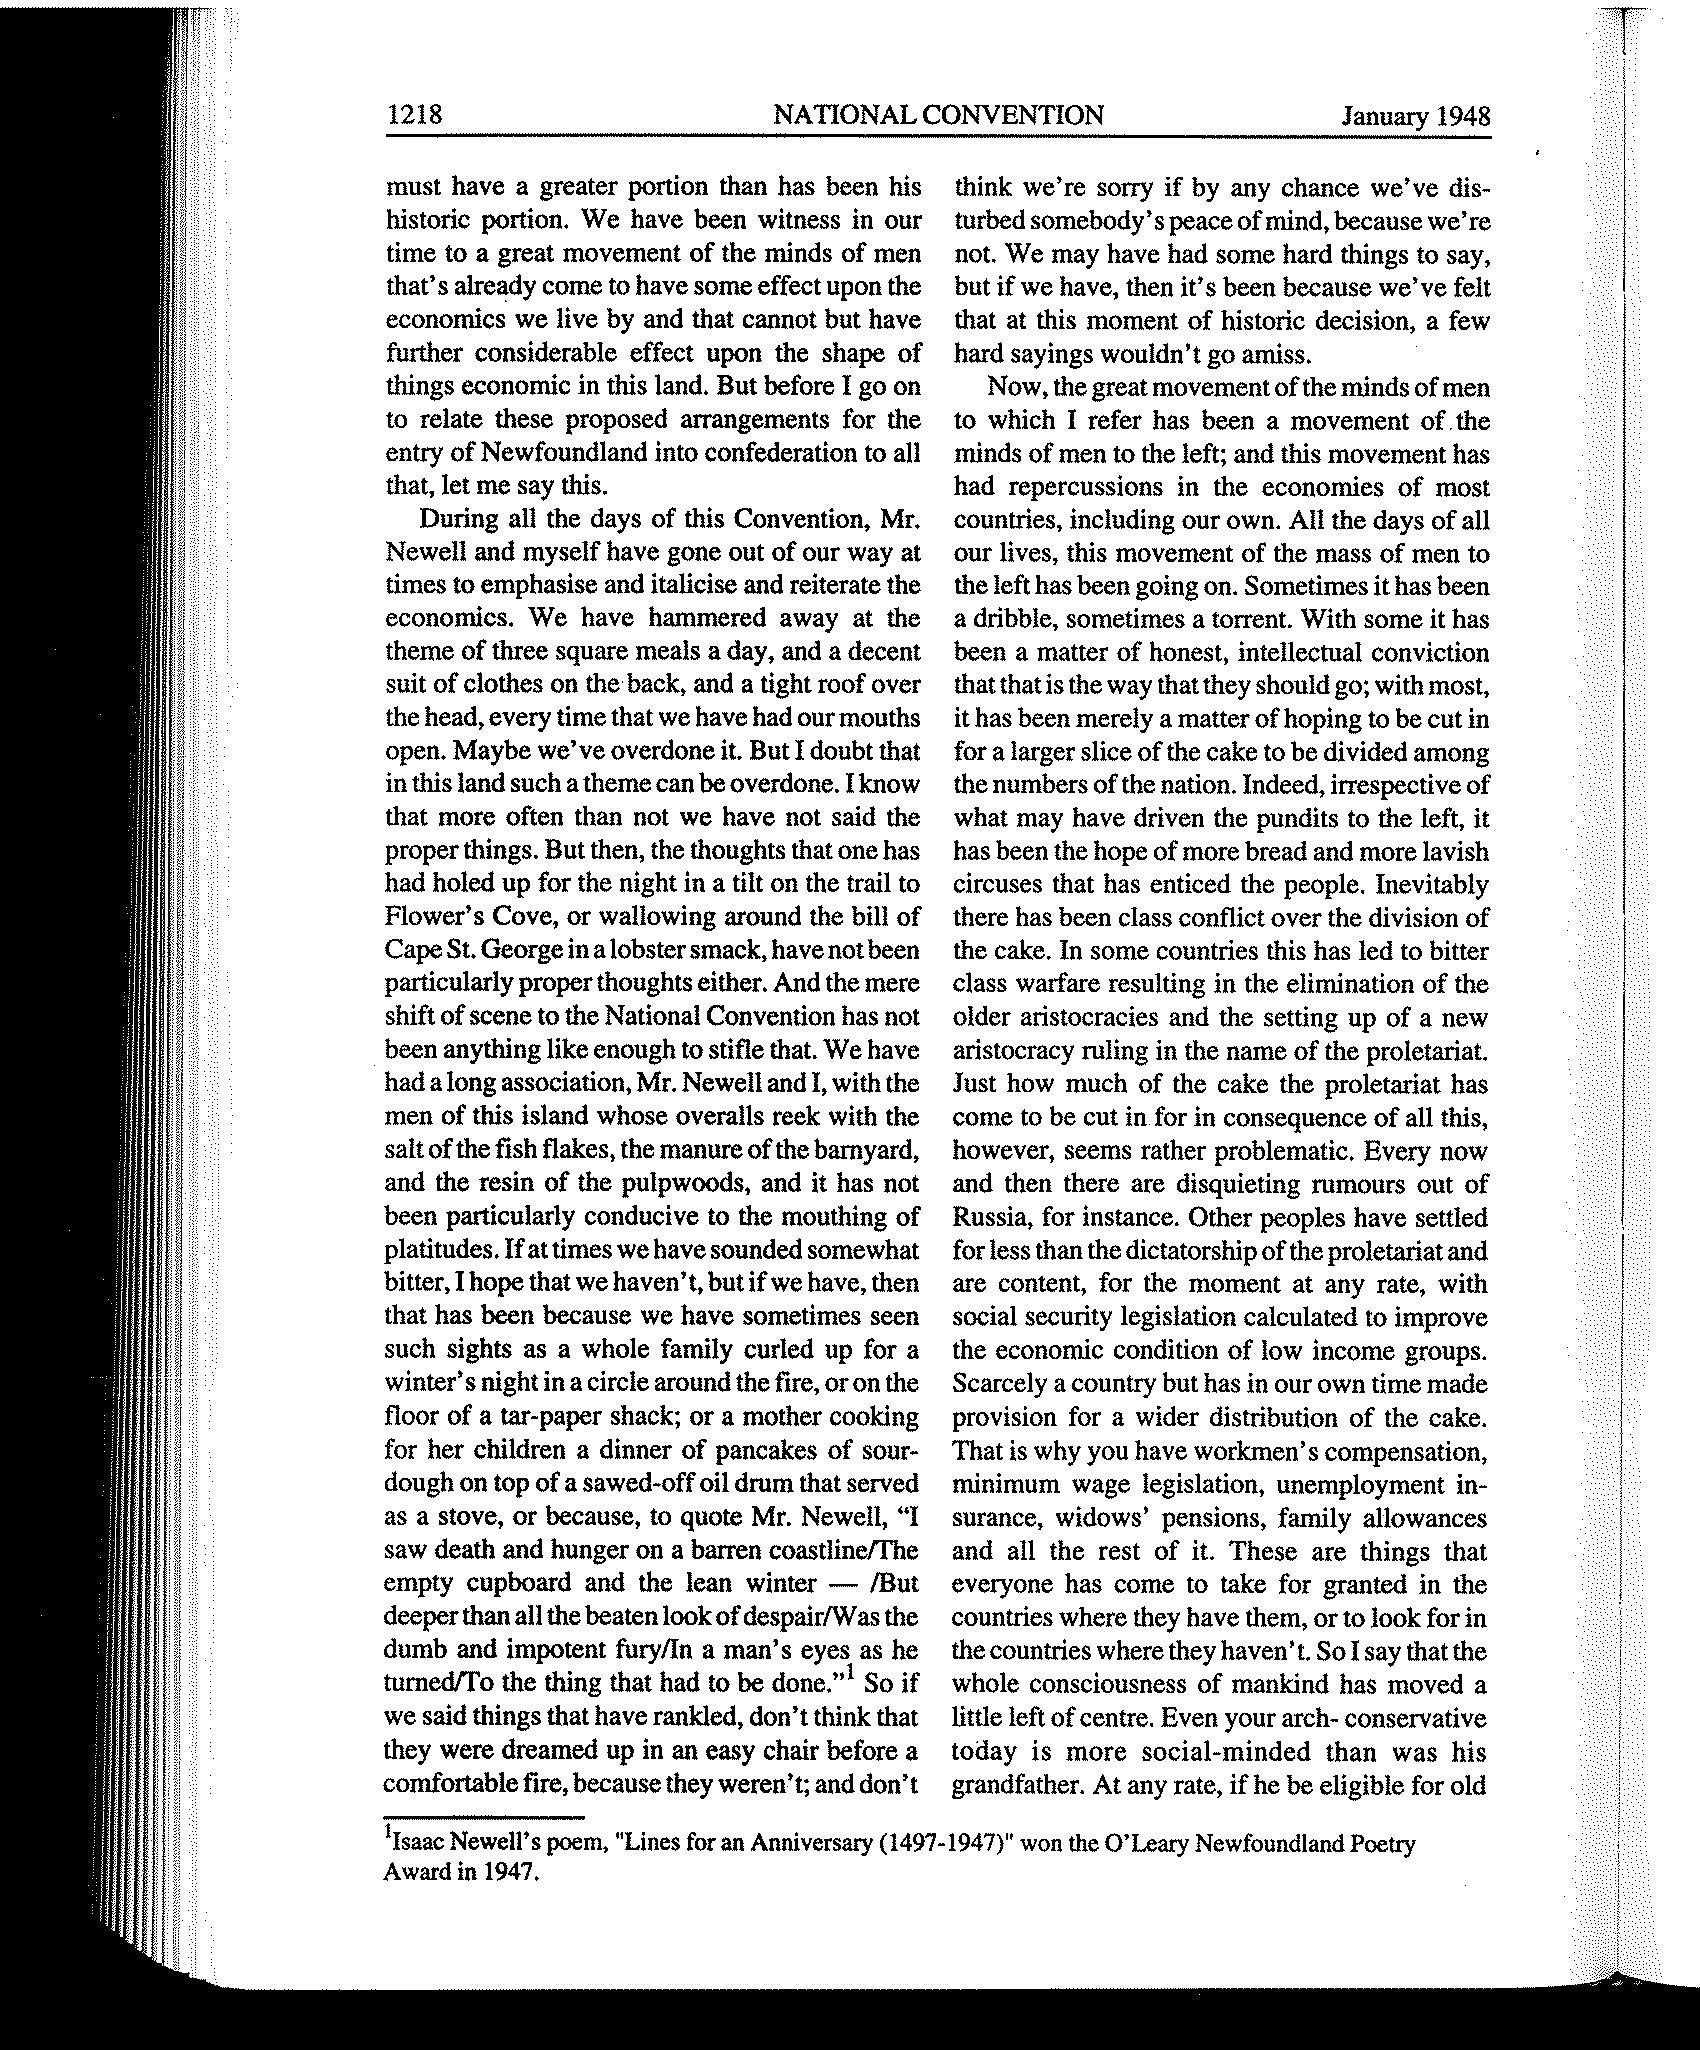 1218 NATIONAL CONVENTION January 1948
must have a greater portion than has been his
historic portion. We have been witness in our
time to a great movement of the minds of men
that's already come to have some effect upon the
economics we live by and that cannot but have
further considerable effect upon the shape of
things economic in this land. But before I go on
to relate these proposed arrangements for the
entry of Newfoundland into confederation to all
that, let me say this.
During all the days of this Convention, Mr.
Newell and myself have gone out of our way at
times to emphasise and italicise and reiterate the
economics. We have hammered away at the
theme of three square meals a day, and a decent
suit of clothes on the back, and a tight roof over
the head, every time that we have had our mouths
open. Maybe we've overdone it. But I doubt that
in this land such a theme can be overdone. I know
that more often than not we have not said the
proper things. But then, the thoughts that one has
had holed up for the night in a tilt on the trail to
Flower's Cove, or wallowing around the bill of
Cape St. George in a lobster smack, have not been
particularly proper thoughts either. And the mere
shift of scene to the National Convention has not
been anything like enough to stifle that. We have
had a long association, Mr. Newell and I, with the
men of this island whose overalls reek with the
salt of the fish flakes, the manure of the barnyard,
and the resin of the pulpwoods, and it has not
been particularly conducive to the mouthing of
platitudes. If at times we have sounded somewhat
bitter, I hope that we haven't, but if we have, then
that has been because we have sometimes seen
such sights as a whole family curled up for a
winter's night in a circle around the fire, or on the
floor of a tar-paper shack; or a mother cooking
for her children a dinner of pancakes of sour-
dough on top of a sawed-off oil drum that served
as a stove, or because, to quote Mr. Newell, "I
saw death and hunger on a barren coastline/The
empty cupboard and the lean winter — /But
deeper than all the beaten look of despair/Was the
dumb and impotent fury/In a man's eyes as he
turned/To the thing that had to be done."1 So if
we said things that have rankled, don't think that
they were dreamed up in an easy chair before a
comfortable fire, because they weren't; and don't
think we're sorry if by any chance we've dis-
turbed somebody's peace of mind, because we're
not. We may have had some hard things to say,
but if we have, then it's been because we've felt
that at this moment of historic decision, a few
hard sayings wouldn't go amiss.
Now, the great movement of the minds of men
to which I refer has been a movement of the
minds of men to the left; and this movement has
had repercussions in the economies of most
countries, including our own. All the days of all
our lives, this movement of the mass of men to
the left has been going on. Sometimes it has been
a dribble, sometimes a torrent. With some it has
been a matter of honest, intellectual conviction
that that is the way that they should go; with most,
it has been merely a matter of hoping to be cut in
for a larger slice of the cake to be divided among
the numbers of the nation. Indeed, irrespective of
what may have driven the pundits to the left, it
has been the hope of more bread and more lavish
circuses that has enticed the people. Inevitably
there has been class conflict over the division of
the cake. In some countries this has led to bitter
class warfare resulting in the elimination of the
older aristocracies and the setting up of a new
aristocracy ruling in the name of the proletariat.
Just how much of the cake the proletariat has
come to be cut in for in consequence of all this,
however, seems rather problematic. Every now
and then there are disquieting rumours out of
Russia, for instance. Other peoples have settled
for less than the dictatorship of the proletariat and
are content, for the moment at any rate, with
social security legislation calculated to improve
the economic condition of low income groups.
Scarcely a country but has in our own time made
provision for a wider distribution of the cake.
That is why you have workmen's compensation,
minimum wage legislation, unemployment in-
surance, widows' pensions, family allowances
and all the rest of it. These are things that
everyone has come to take for granted in the
countries where they have them, or to look for in
the countries where they haven't. So I say that the
whole consciousness of mankind has moved a
little left of centre. Even your arch- conservative
today is more social-minded than was his
grandfather. At any rate, if he be eligible for old
1Isaac Newell's poem, "Lines for an Anniversary (1497-1947)" won the O'Leary Newfoundland Poetry
Award in 1947.